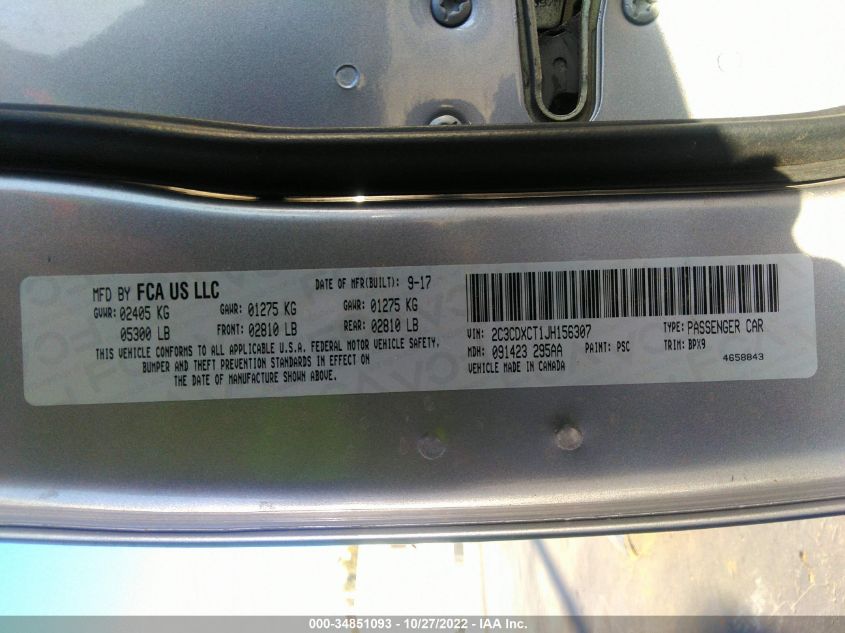 MFD BY FCA US LLC DATE OF MFR(BUILT): 9-17
GVWR: 02405 KG GAWR: 01275 KG GAWR: 01275 KG
05300 LB FRONT: 02810 LB REAR: 02810 LB
THIS VEHICLE CONFORMS TO ALL APPLICABLE U.S.A. FEDERAL MOTOR VEHICLE SAFETY,
BUMPER AND THEFT PREVENTION STANDARDS IN EFFECT ON
THE DATE OF MANUFACTURE SHOWN ABOVE.
VIN: 2C3CDXCT1JH156307 TYPE: PASSENGER CAR
MDH: 091423 295AA PAINT: PSC TRIM: BPX9
VEHICLE MADE IN CANADA 4658843
000-34851093 - 10/27/2022 - IAA Inc.